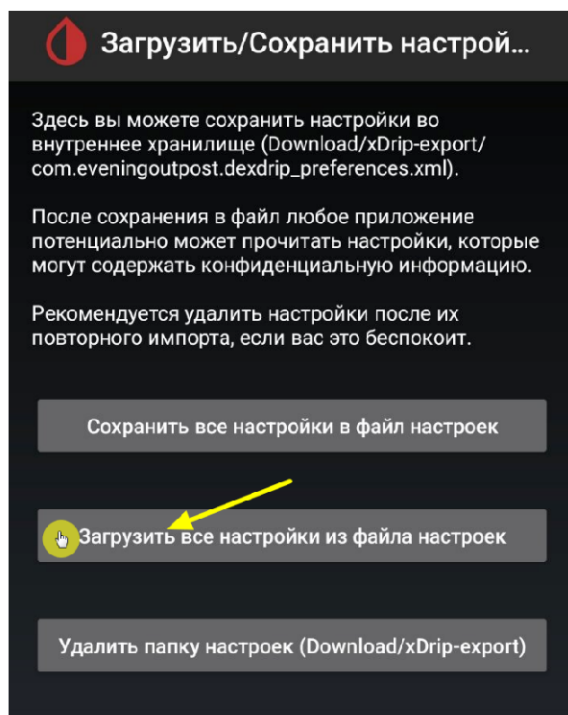 Загрузить/Сохранить настрой...
Здесь вы можете сохранить настройки во
внутреннее хранилище (Download/xDrip-export/
com.eveningoutpost.dexdrip_preferences.xml).
После сохранения в файл любое приложение
потенциально может прочитать настройки, которые
могут содержать конфиденциальную информацию.
Рекомендуется удалить настройки после их
повторного импорта, если вас это беспокоит.
Сохранить все настройки в файл настроек
Загрузить все настройки из файла настроек
Удалить папку настроек (Download/xDrip-export)